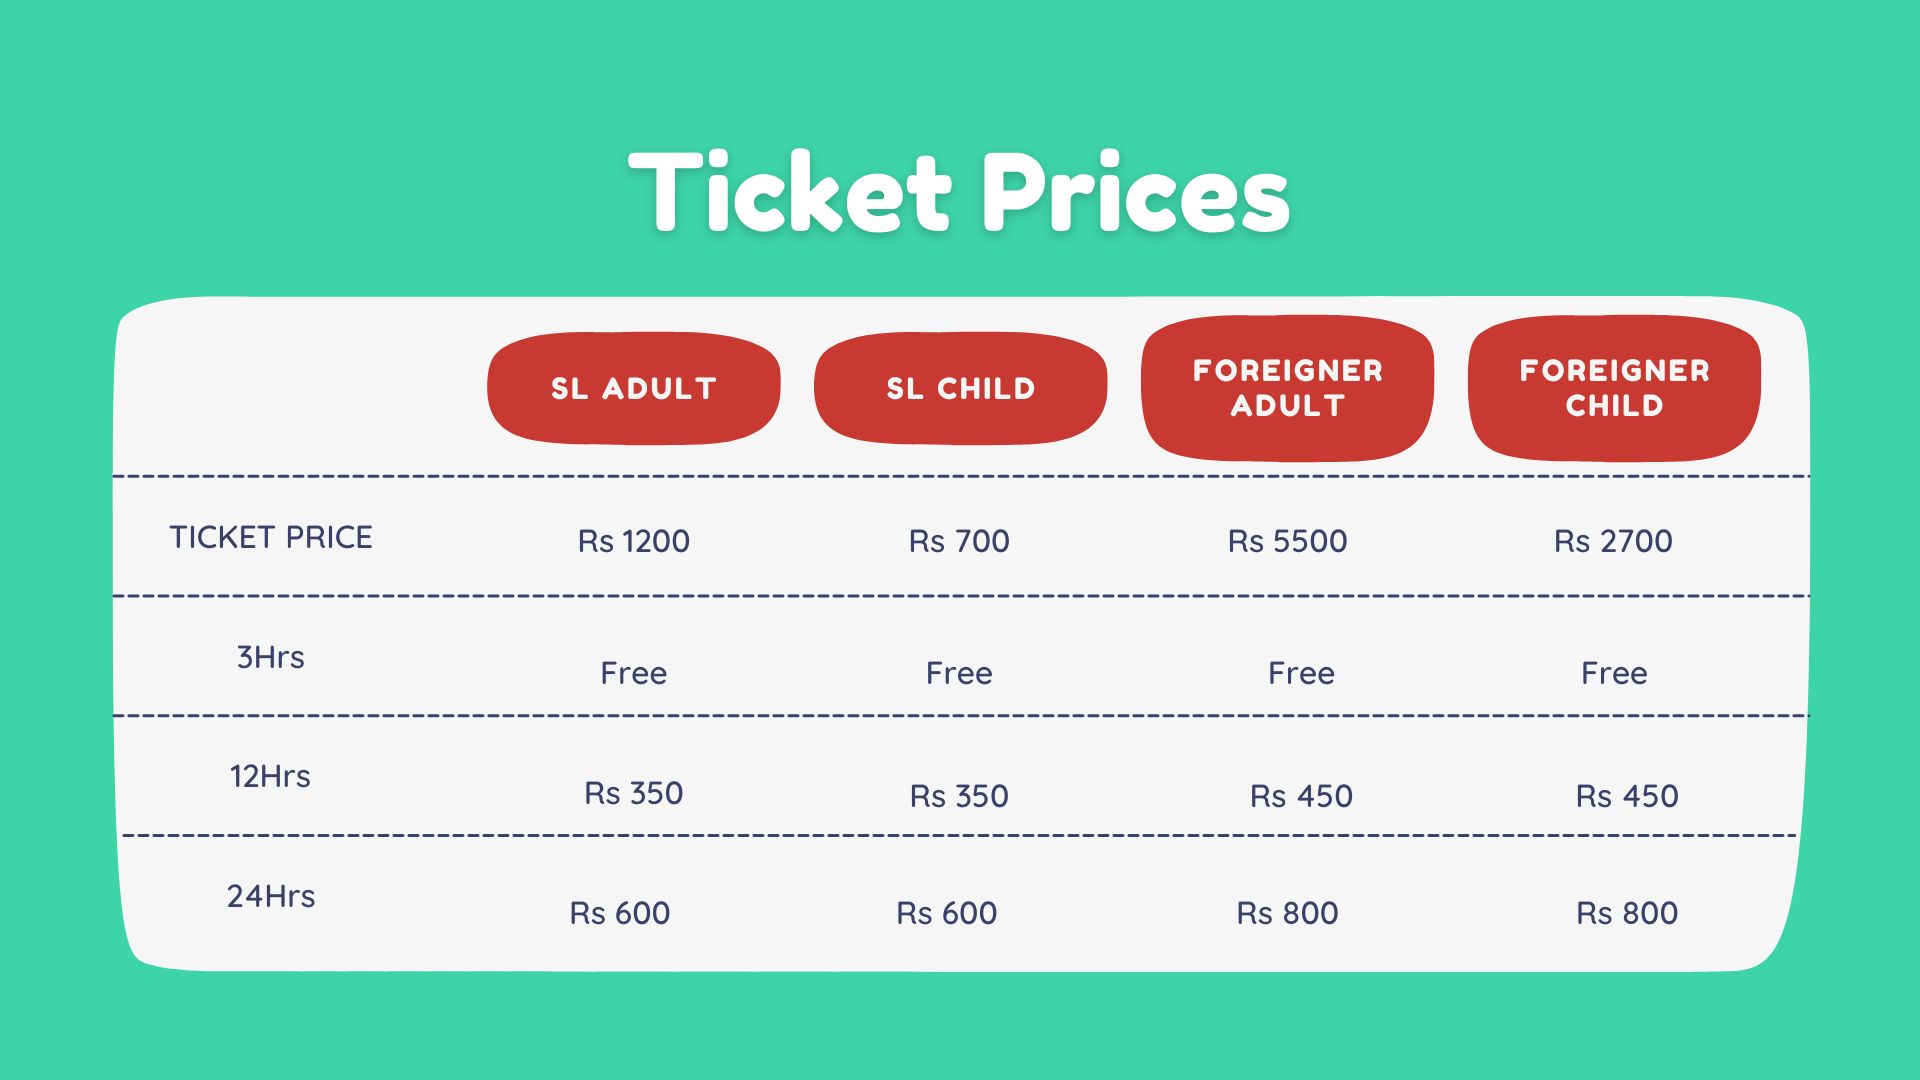 Ticket Prices
SL ADULT SL CHILD FOREIGNER ADULT FOREIGNER CHILD
TICKET PRICE Rs 1200 Rs 700 Rs 5500 Rs 2700
3Hrs Free Free Free Free
12Hrs Rs 350 Rs 350 Rs 450 Rs 450
24Hrs Rs 600 Rs 600 Rs 800 Rs 800